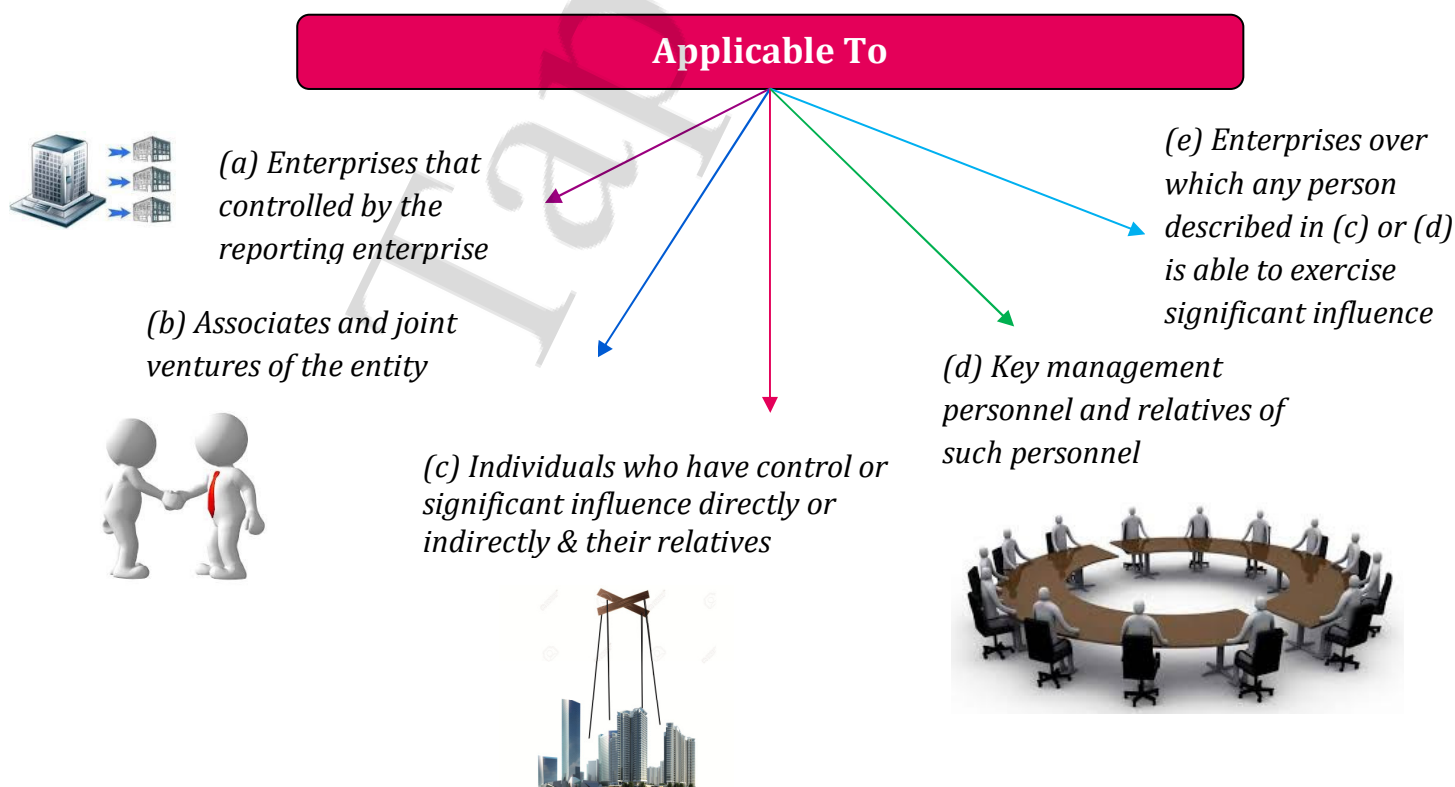 Applicable To
(a) Enterprises that
controlled by the
reporting enterprise
(b) Associates and joint
ventures of the entity
(c) Individuals who have control or
significant influence directly or
indirectly & their relatives
(d) Key management
personnel and relatives of
such personnel
(e) Enterprises over
which any person
described in (c) or (d)
is able to exercise
significant influence
Tap